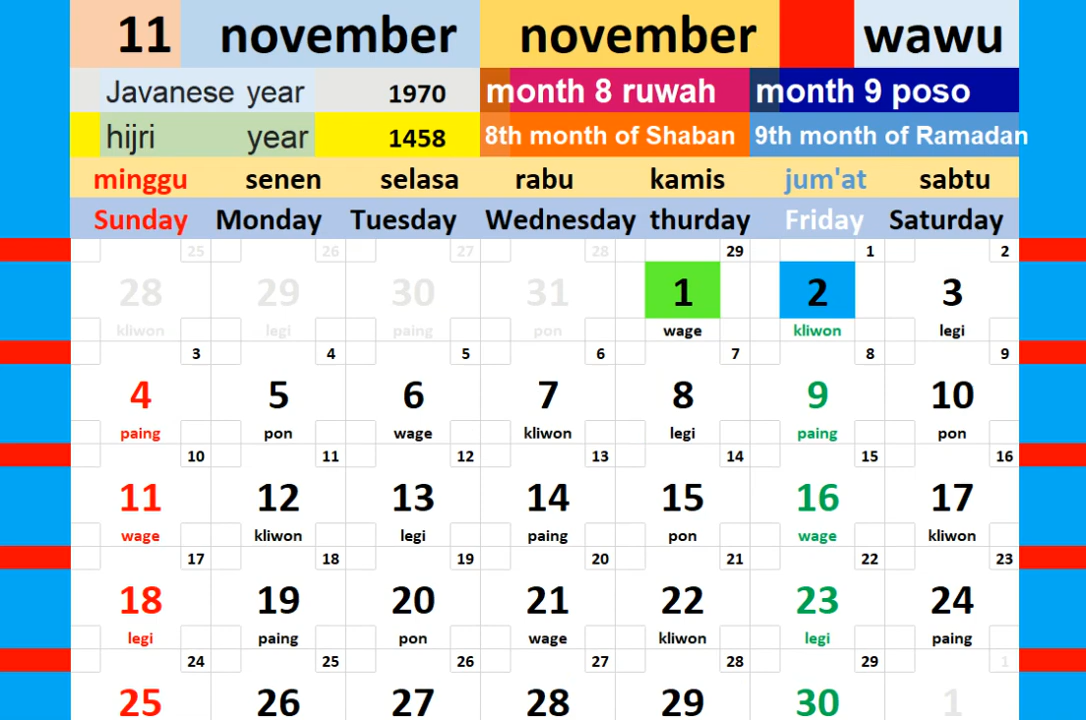 11 november november wawu
Javanese year 1970 month 8 ruwah month 9 poso
hijri year 1458 8th month of Shaban 9th month of Ramadan
minggu senen selasa rabu kamis jum'at sabtu
Sunday Monday Tuesday Wednesday thurday Friday Saturday
25 26 27 28 29 1 2
28 29 30 31 1 2 3
kliwon legi paing pon wage kliwon legi
3 4 5 6 7 8 9
4 5 6 7 8 9 10
paing pon wage kliwon legi paing pon
10 11 12 13 14 15 16
11 12 13 14 15 16 17
wage kliwon legi paing pon wage kliwon
17 18 19 20 21 22 23
18 19 20 21 22 23 24
legi paing pon wage kliwon legi paing
24 25 26 27 28 29 1
25 26 27 28 29 30 1